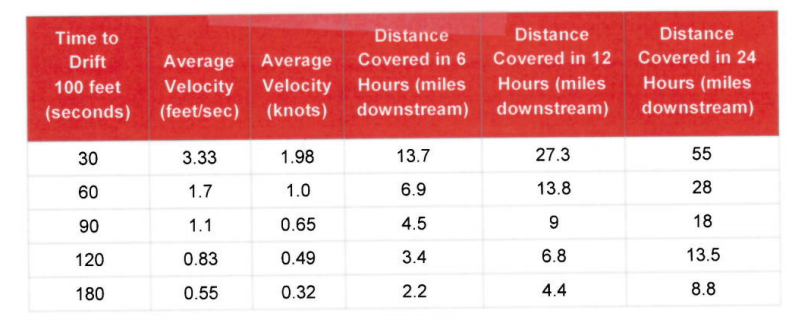 Time to Drift 100 feet (seconds) Average Velocity (feet/sec) Average Velocity (knots) Distance Covered in 6 Hours (miles downstream) Distance Covered in 12 Hours (miles downstream) Distance Covered in 24 Hours (miles downstream)
30 3.33 1.98 13.7 27.3 55
60 1.7 1.0 6.9 13.8 28
90 1.1 0.65 4.5 9 18
120 0.83 0.49 3.4 6.8 13.5
180 0.55 0.32 2.2 4.4 8.8